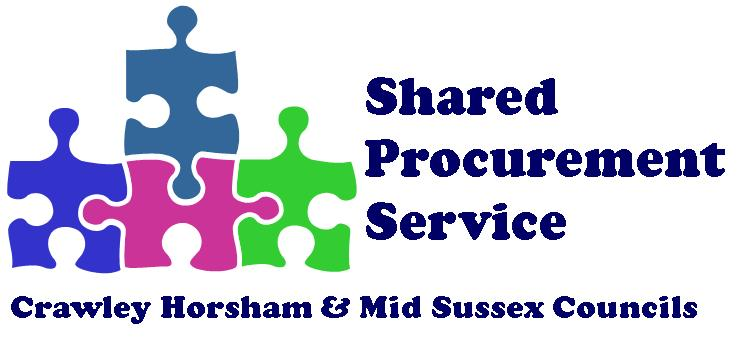 Shared
Procurement
Service
Crawley Horsham & Mid Sussex Councils